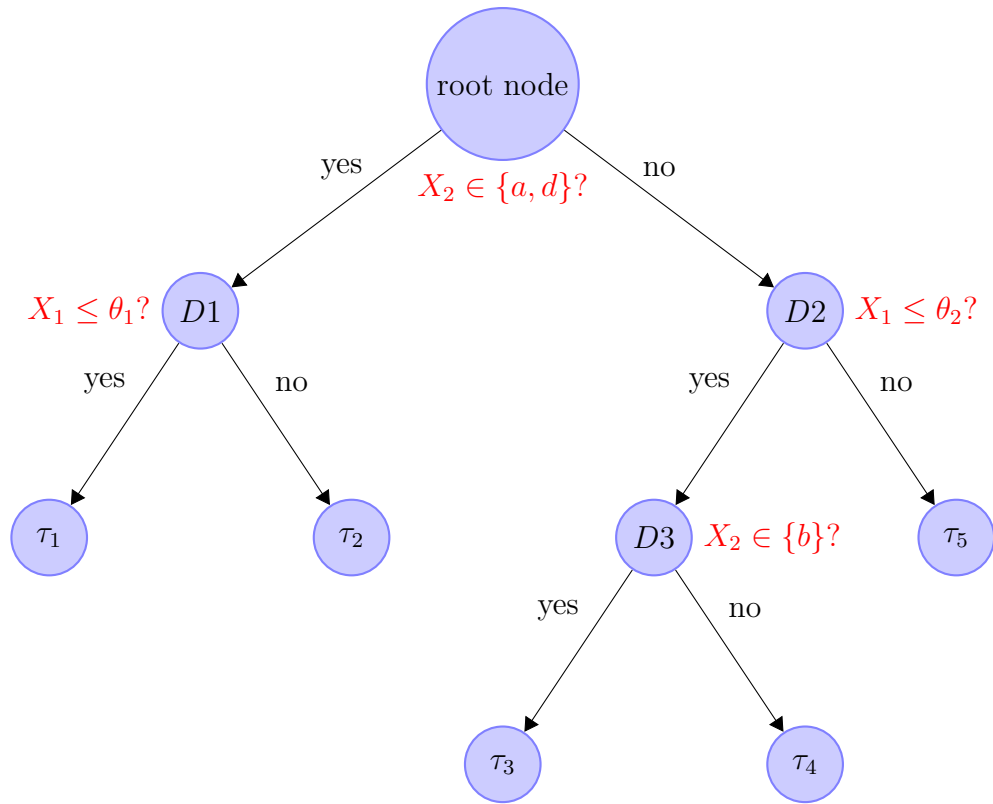 root node
yes
no
X₂ ∈ {a, d}?
X₁ ≤ θ₁?
D1
D2
X₁ ≤ θ₂?
yes
no
yes
no
τ₁
τ₂
D3
X₂ ∈ {b}?
τ₅
yes
no
τ₃
τ₄